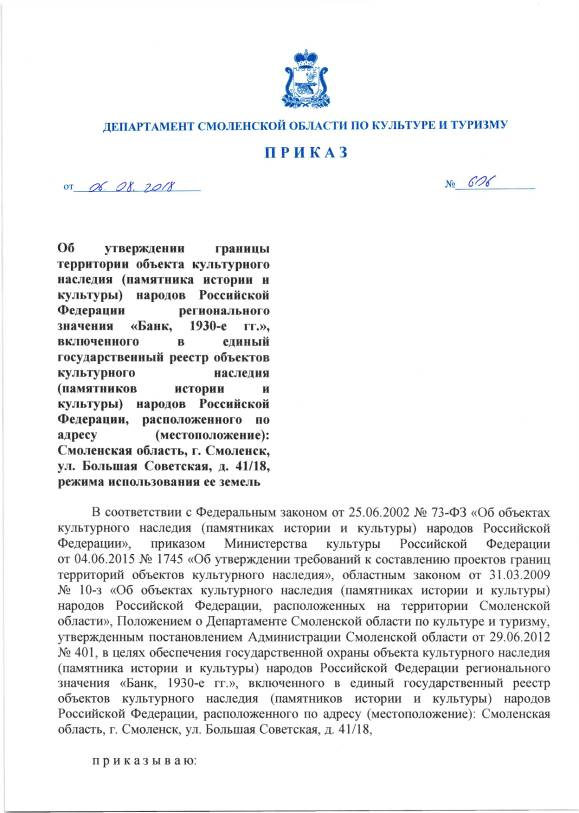 ДЕПАРТАМЕНТ СМОЛЕНСКОЙ ОБЛАСТИ ПО КУЛЬТУРЕ И ТУРИЗМУ
П Р И К А З
от 06 08. 2018 № 606
Об утверждении границы
территории объекта культурного
наследия (памятника истории и
культуры) народов Российской
Федерации регионального
значения «Банк, 1930-е гг.»,
включенного в единый
государственный реестр объектов
культурного наследия
(памятников истории и
культуры) народов Российской
Федерации, расположенного по
адресу (местоположение):
Смоленская область, г. Смоленск,
ул. Большая Советская, д. 41/18,
режима использования ее земель
В соответствии с Федеральным законом от 25.06.2002 № 73-ФЗ «Об объектах
культурного наследия (памятниках истории и культуры) народов Российской
Федерации», приказом Министерства культуры Российской Федерации
от 04.06.2015 № 1745 «Об утверждении требований к составлению проектов границ
территорий объектов культурного наследия», областным законом от 31.03.2009
№ 10-з «Об объектах культурного наследия (памятниках истории и культуры)
народов Российской Федерации, расположенных на территории Смоленской
области», Положением о Департаменте Смоленской области по культуре и туризму,
утвержденным постановлением Администрации Смоленской области от 29.06.2012
№ 401, в целях обеспечения государственной охраны объекта культурного наследия
(памятника истории и культуры) народов Российской Федерации регионального
значения «Банк, 1930-е гг.», включенного в единый государственный реестр
объектов культурного наследия (памятников истории и культуры) народов
Российской Федерации, расположенного по адресу (местоположение): Смоленская
область, г. Смоленск, ул. Большая Советская, д. 41/18,
п р и к а з ы в а ю: